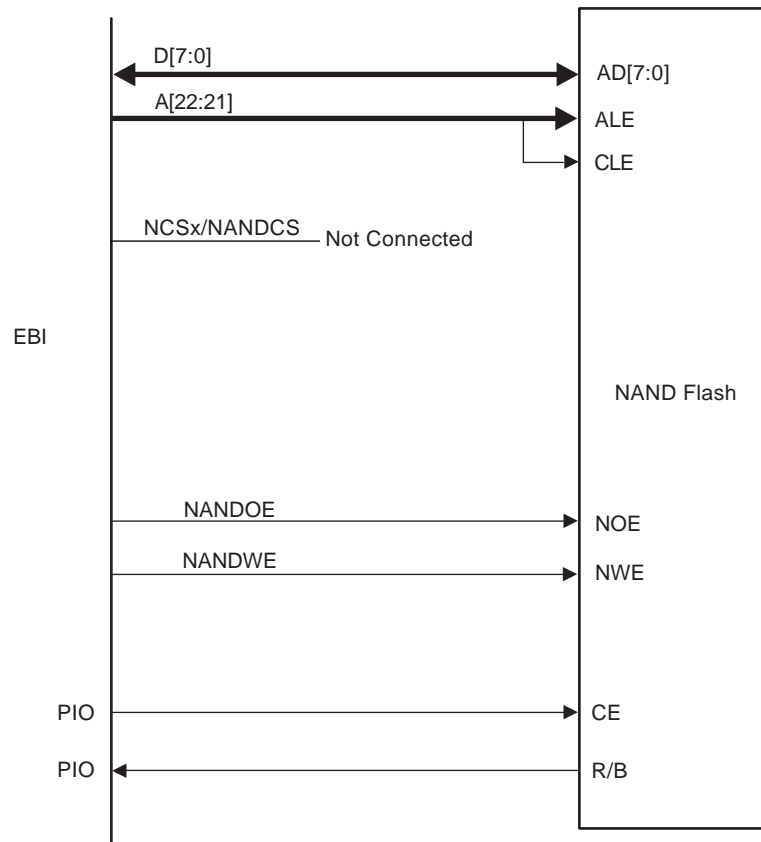 D[7:0]
AD[7:0]
A[22:21]
ALE
CLE
NCSx/NANDCS
Not Connected
EBI
NAND Flash
NANDOE
NOE
NANDWE
NWE
PIO
CE
PIO
R/B